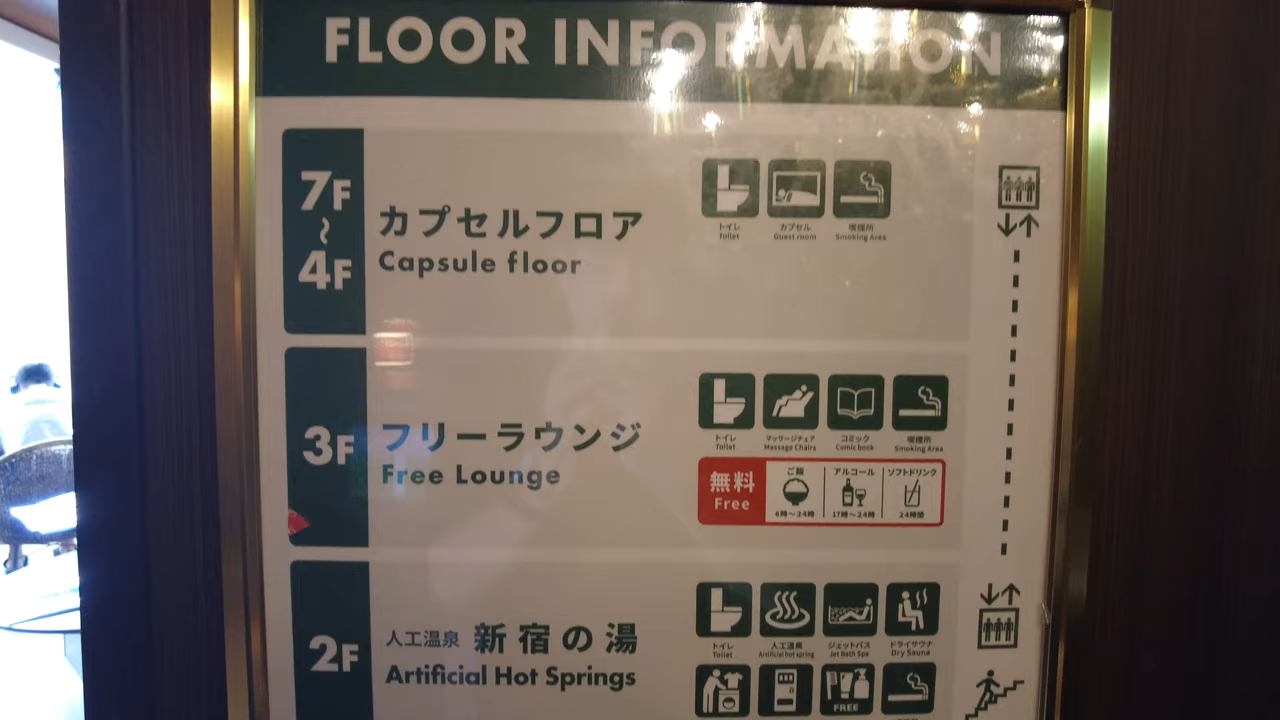 FLOOR INFORMATION
7F
~
4F
カプセルフロア
Capsule floor
トイレ
Toilet
カプセル
Guest room
喫煙所
Smoking Area
3F
フリーラウンジ
Free Lounge
トイレ
Toilet
マッサージチェア
Massage Chairs
コミック
Comic book
喫煙所
Smoking Area
無料
Free
ご飯
6時〜24時
アルコール
17時〜24時
ソフトドリンク
24時間
2F
人工温泉 新宿の湯
Artificial Hot Springs
トイレ
Toilet
人工温泉
Artificial hot spring
ジェットバス
Jet Bath Spa
ドライサウナ
Dry Sauna
FREE